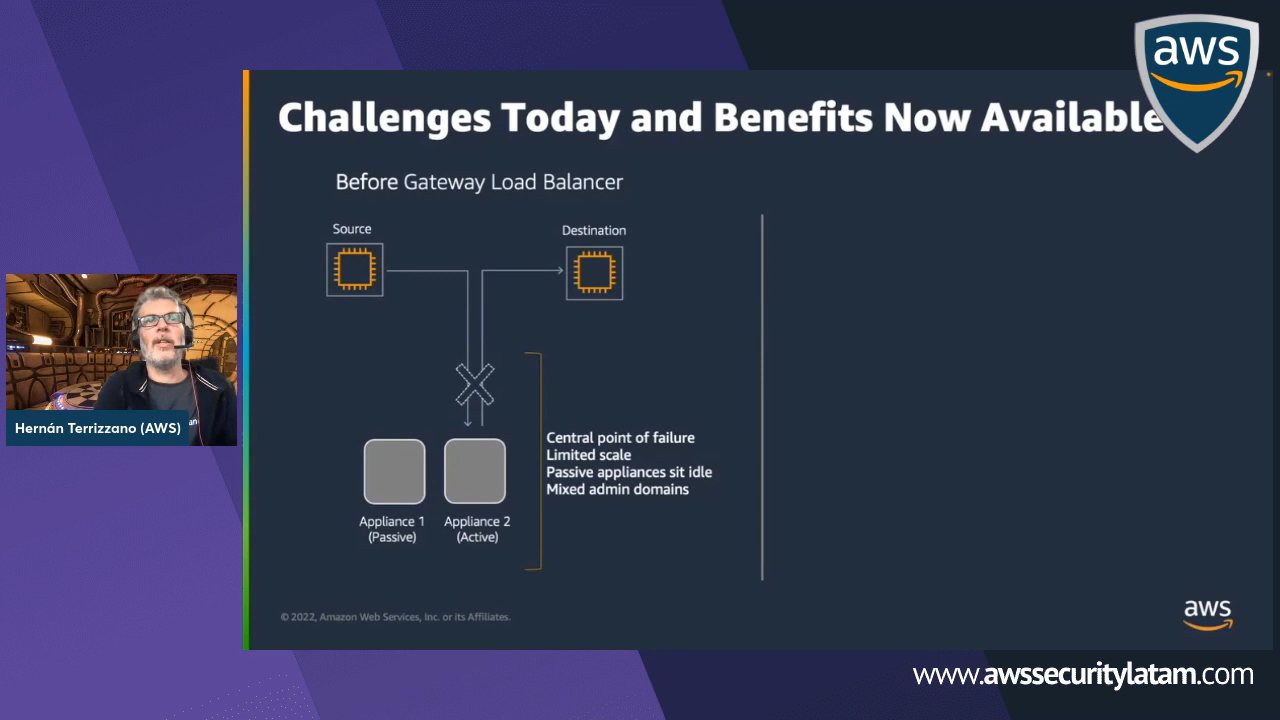 aws
Challenges Today and Benefits Now Available
Before Gateway Load Balancer
Source
Destination
Central point of failure
Limited scale
Passive appliances sit idle
Mixed admin domains
Appliance 1
(Passive)
Appliance 2
(Active)
Hernán Terrizzano (AWS)
© 2022, Amazon Web Services, Inc. or its Affiliates.
aws
www.awssecuritylatam.com